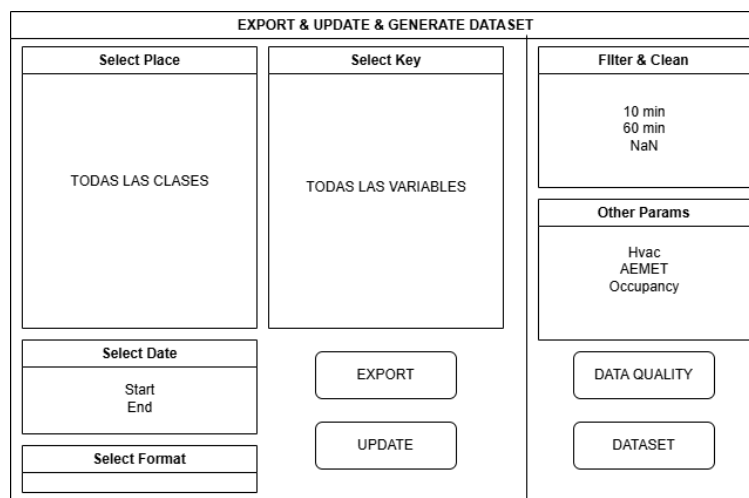 EXPORT & UPDATE & GENERATE DATASET
Select Place
TODAS LAS CLASES
Select Key
TODAS LAS VARIABLES
Select Date
Start
End
Select Format
EXPORT
UPDATE
Filter & Clean
10 min
60 min
NaN
Other Params
Hvac
AEMET
Occupancy
DATA QUALITY
DATASET